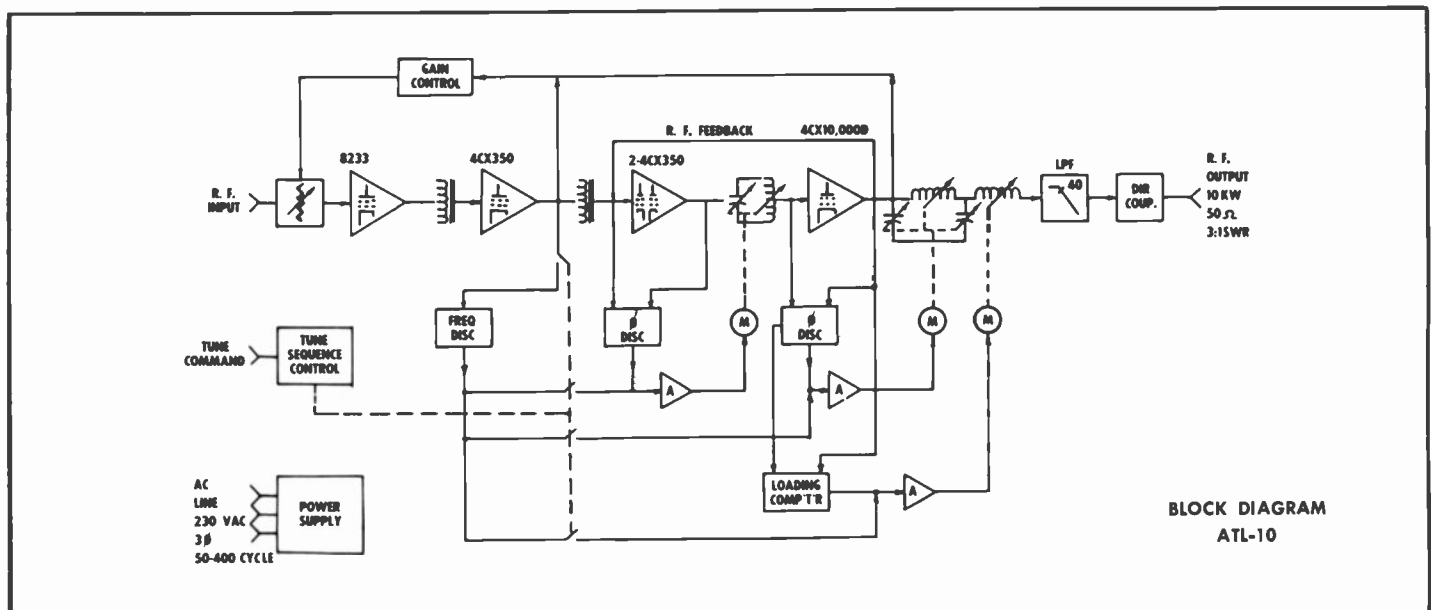 GAIN
CONTROL
R. F. FEEDBACK
4CX10,000D
8233
4CX350
2-4CX350
R. F.
INPUT
LPF
40
DIR
COUP.
R. F.
OUTPUT
10 KW
50 Ω
3:1 SWR
FREQ
DISC
ø
DISC
M
ø
DISC
M
M
TUNE
COMMAND
TUNE
SEQUENCE
CONTROL
A
A
LOADING
COMP'T'R
A
AC
LINE
230 VAC
3ø
50-400 CYCLE
POWER
SUPPLY
BLOCK DIAGRAM
ATL-10